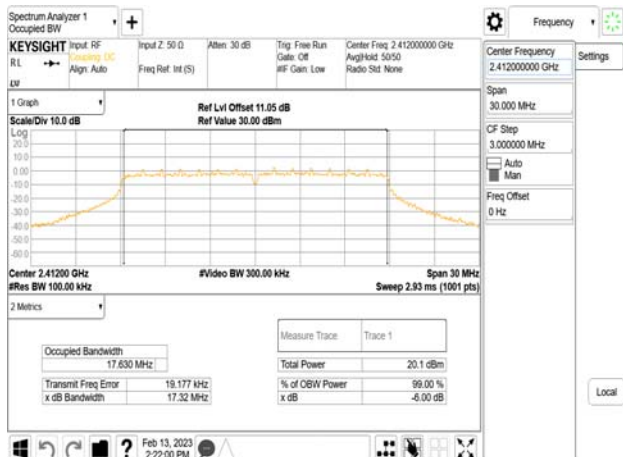 Spectrum Analyzer 1
Occupied BW
KEYSIGHT
RL
Input: RF
Coupling: DC
Align: Auto
Input Z: 50 Ω
Freq Ref: Int (S)
Atten: 30 dB
Trig: Free Run
Gate: Off
#IF Gain: Low
Center Freq: 2.412000000 GHz
Avg|Hold: 50/50
Radio Std: None
LXI
1 Graph
Scale/Div 10.0 dB
Ref Lvl Offset 11.05 dB
Ref Value 30.00 dBm
Log
20.0
10.0
0.00
-10.0
-20.0
-30.0
-40.0
-50.0
-60.0
Center 2.41200 GHz
#Res BW 100.00 kHz
#Video BW 300.00 kHz
Span 30 MHz
Sweep 2.93 ms (1001 pts)
2 Metrics
Measure Trace
Trace 1
Occupied Bandwidth
17.630 MHz
Total Power
20.1 dBm
Transmit Freq Error
19.177 kHz
% of OBW Power
99.00 %
x dB Bandwidth
17.32 MHz
x dB
-6.00 dB
Feb 13, 2023
2:22:00 PM
Frequency
Center Frequency
2.412000000 GHz
Settings
Span
30.000 MHz
CF Step
3.000000 MHz
Auto
Man
Freq Offset
0 Hz
Local